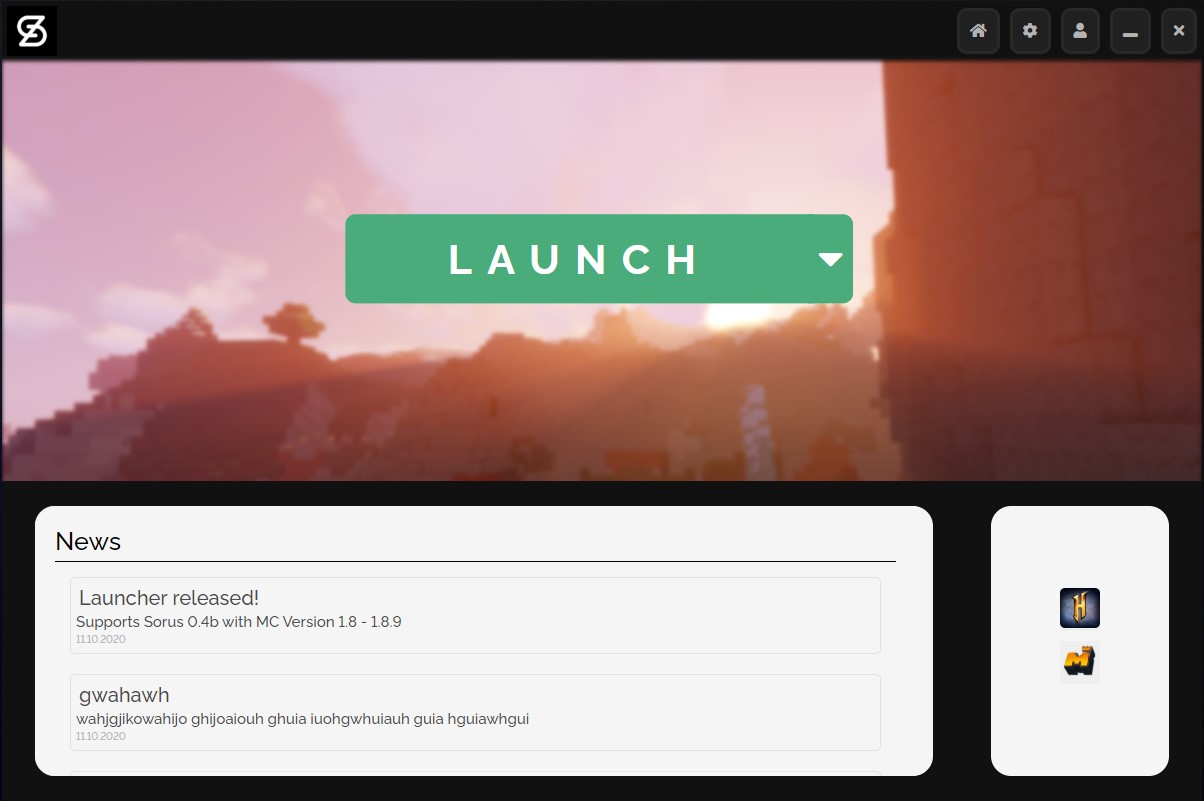 LAUNCH
News
Launcher released!
Supports Sorus 0.4b with MC Version 1.8 - 1.8.9
11.10.2020
gwahawh
wahjgjikowahijo ghijoaiouh ghuia iuohgwhuiauh guia hguiawhgui
11.10.2020
H
M